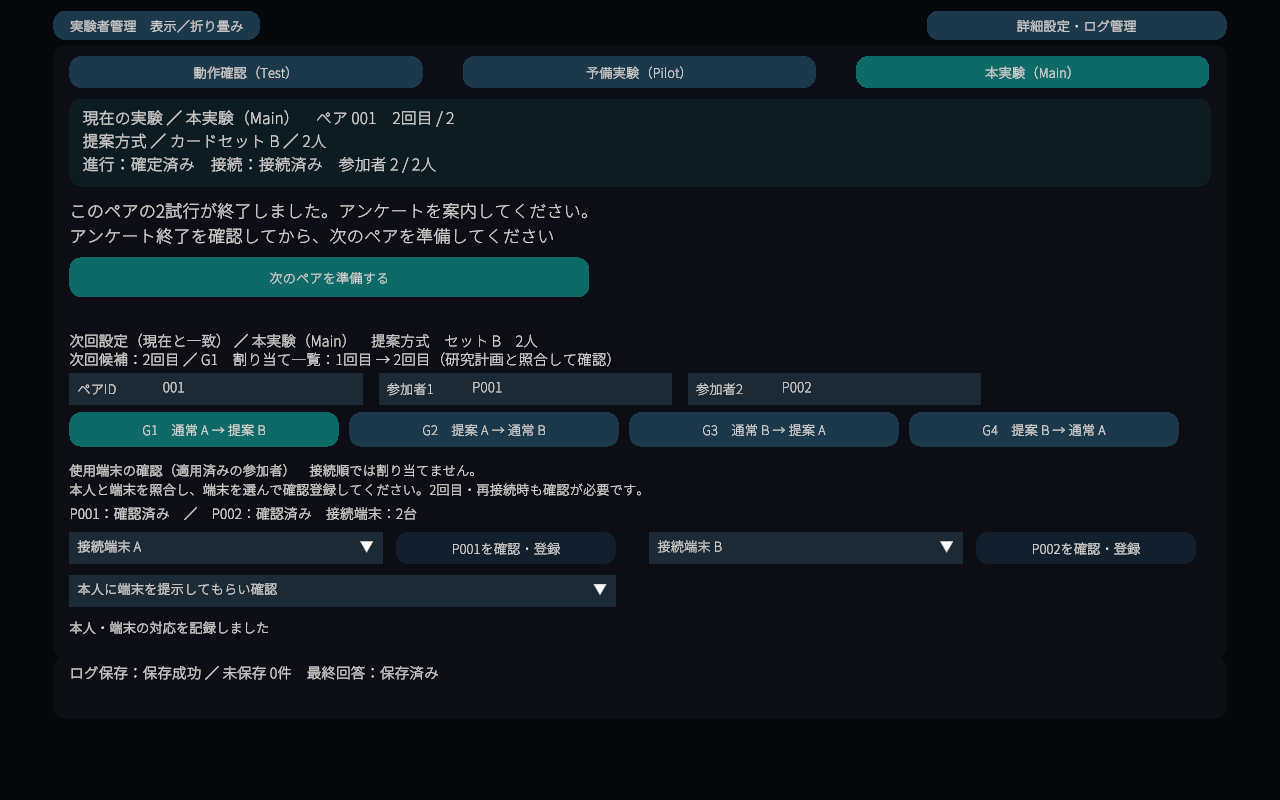 実験者管理　表示／折り畳み
詳細設定・ログ管理
動作確認（Test）
予備実験（Pilot）
本実験（Main）
現在の実験 ／ 本実験（Main）　ペア 001　2回目 / 2
提案方式 ／ カードセット B ／ 2人
進行：確定済み　接続：接続済み　参加者 2 / 2人
このペアの2試行が終了しました。アンケートを案内してください。
アンケート終了を確認してから、次のペアを準備してください
次のペアを準備する
次回設定（現在と一致） ／ 本実験（Main）　提案方式　セット B　2人
次回候補：2回目 ／ G1　割り当て一覧：1回目 → 2回目（研究計画と照合して確認）
ペアID　001
参加者1　P001
参加者2　P002
G1　通常 A → 提案 B
G2　提案 A → 通常 B
G3　通常 B → 提案 A
G4　提案 B → 通常 A
使用端末の確認（適用済みの参加者）　接続順では割り当てません。
本人と端末を照合し、端末を選んで確認登録してください。2回目・再接続時も確認が必要です。
P001：確認済み　／　P002：確認済み　接続端末：2台
接続端末 A　▼
P001を確認・登録
接続端末 B　▼
P002を確認・登録
本人に端末を提示してもらい確認　▼
本人・端末の対応を記録しました
ログ保存：保存成功 ／ 未保存 0件　最終回答：保存済み